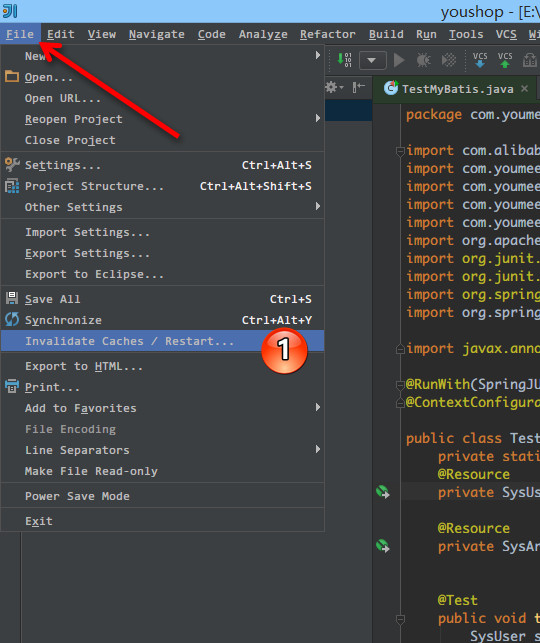 youshop - [E:\
File Edit View Navigate Code Analyze Refactor Build Run Tools VCS Wi
New
Open...
Open URL...
Reopen Project
Close Project
Settings... Ctrl+Alt+S
Project Structure... Ctrl+Alt+Shift+S
Other Settings
Import Settings...
Export Settings...
Export to Eclipse...
Save All Ctrl+S
Synchronize Ctrl+Alt+Y
Invalidate Caches / Restart...
1
Export to HTML...
Print...
Add to Favorites
File Encoding
Line Separators
Make File Read-only
Power Save Mode
Exit
VCS VCS
TestMyBatis.java
package com.youme
import com.alibab
import com.youmee
import com.youmee
import com.youmee
import com.youmee
import org.apache
import org.junit.
import org.junit.
import org.spring
import org.spring
import javax.anno
@RunWith(SpringJU
@ContextConfigura
public class Test
private stati
@Resource
private SysUs
@Resource
private SysAr
@Test
public void t
SysUser s